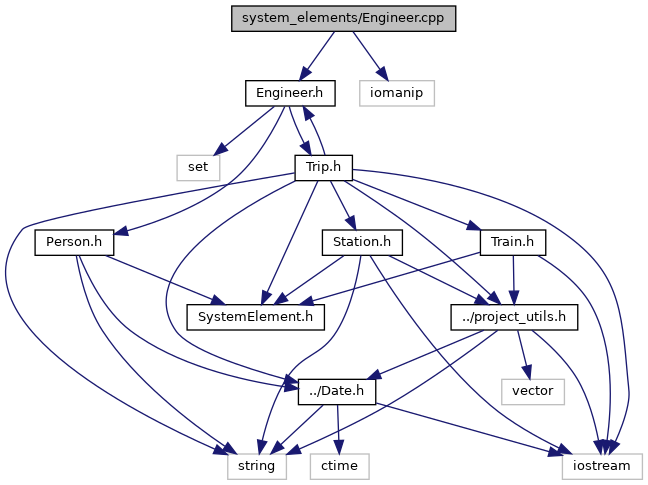 system_elements/Engineer.cpp
Engineer.h
iomanip
set
Trip.h
Person.h
Station.h
Train.h
SystemElement.h
../project_utils.h
../Date.h
vector
string
ctime
iostream